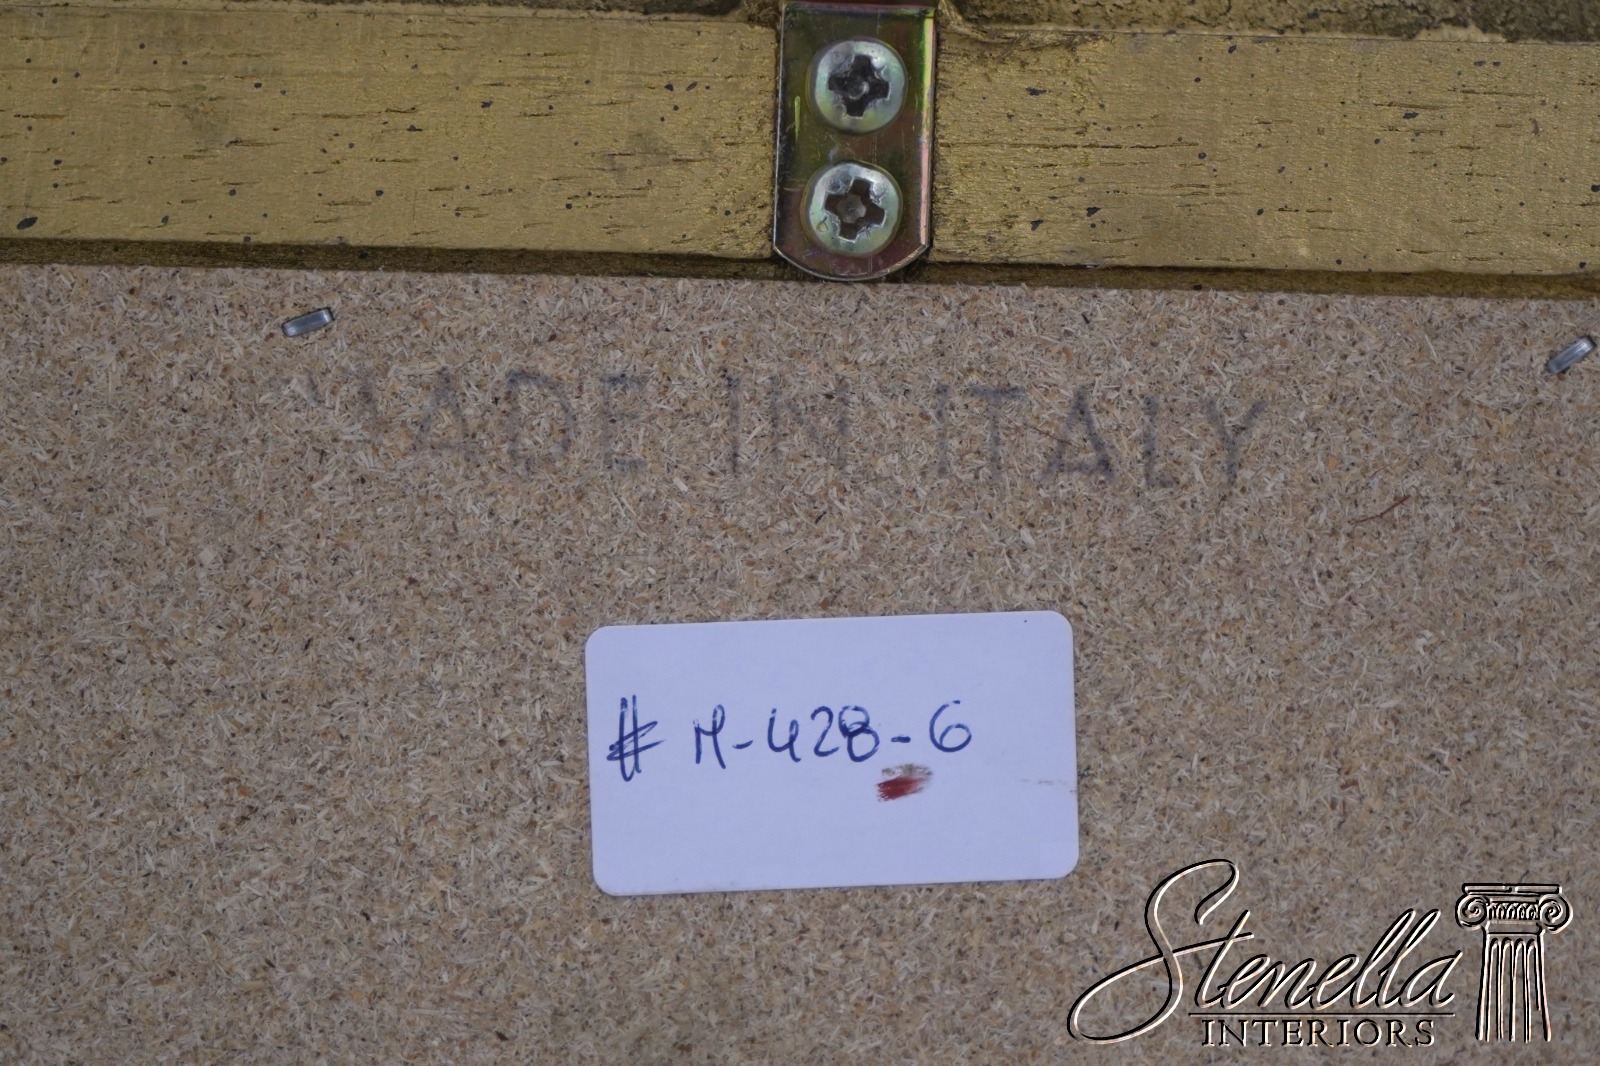 MADE IN ITALY
# M-428-6
Stenella
INTERIORS